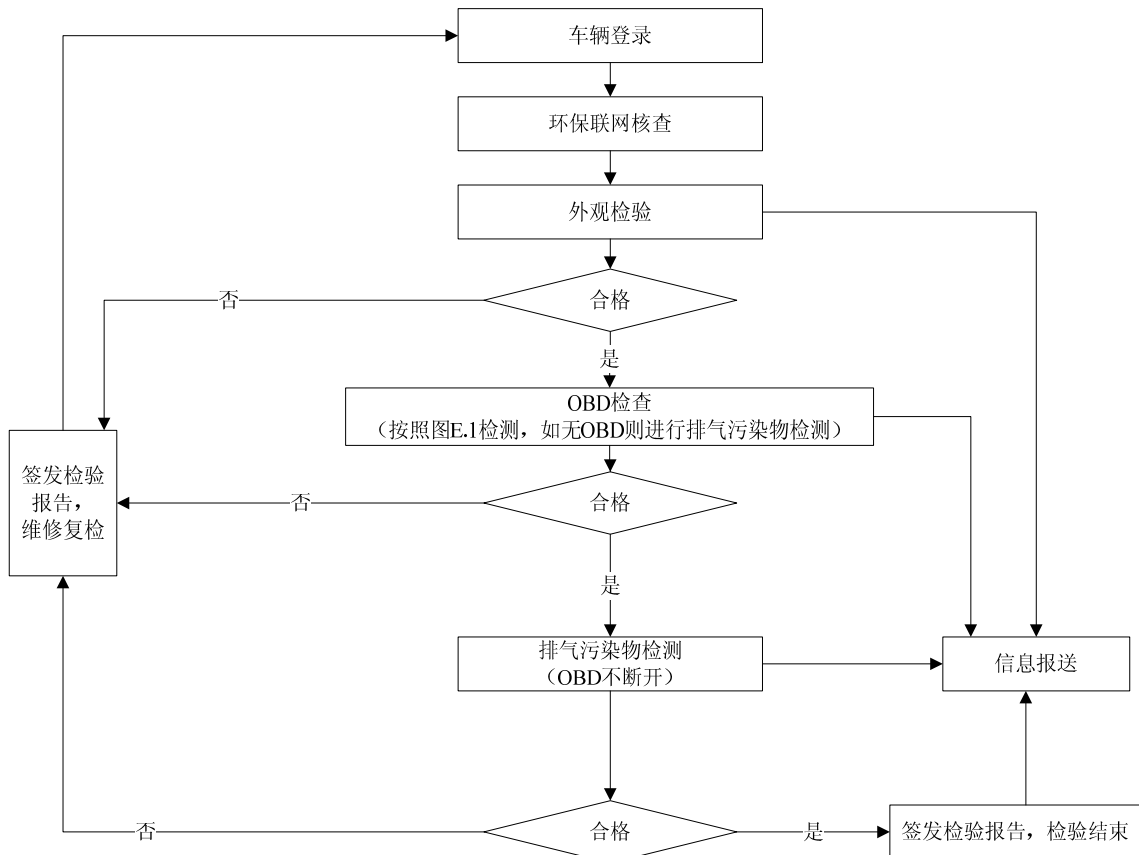 车辆登录
环保联网核查
外观检验
合格
否
是
OBD检查
（按照图E.1检测，如无OBD则进行排气污染物检测）
签发检验
报告，
维修复检
合格
否
是
排气污染物检测
（OBD不断开）
信息报送
合格
否
是
签发检验报告，检验结束